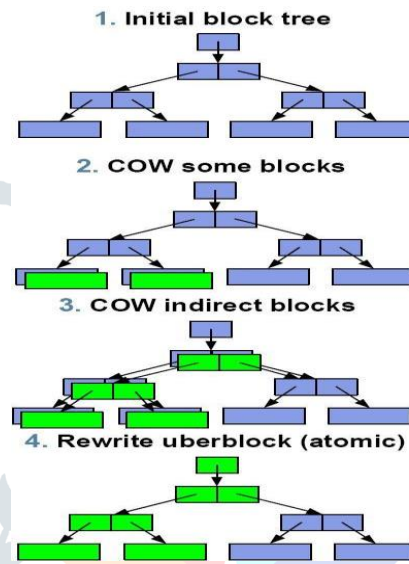 1. Initial block tree
2. COW some blocks
3. COW indirect blocks
4. Rewrite uberblock (atomic)